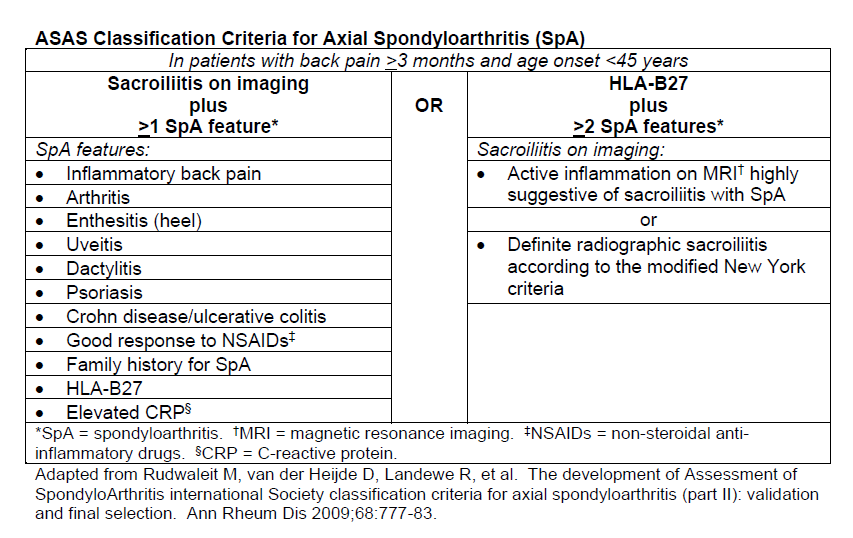 ASAS Classification Criteria for Axial Spondyloarthritis (SpA)
In patients with back pain ≥3 months and age onset <45 years
Sacroiliitis on imaging
plus
≥1 SpA feature*
OR
HLA-B27
plus
≥2 SpA features*
SpA features:
• Inflammatory back pain
• Arthritis
• Enthesitis (heel)
• Uveitis
• Dactylitis
• Psoriasis
• Crohn disease/ulcerative colitis
• Good response to NSAIDs‡
• Family history for SpA
• HLA-B27
• Elevated CRP§
Sacroiliitis on imaging:
• Active inflammation on MRI† highly
suggestive of sacroiliitis with SpA
or
• Definite radiographic sacroiliitis
according to the modified New York
criteria
*SpA = spondyloarthritis. †MRI = magnetic resonance imaging. ‡NSAIDs = non-steroidal anti-
inflammatory drugs. §CRP = C-reactive protein.
Adapted from Rudwaleit M, van der Heijde D, Landewe R, et al. The development of Assessment of
SpondyloArthritis international Society classification criteria for axial spondyloarthritis (part II): validation
and final selection. Ann Rheum Dis 2009;68:777-83.